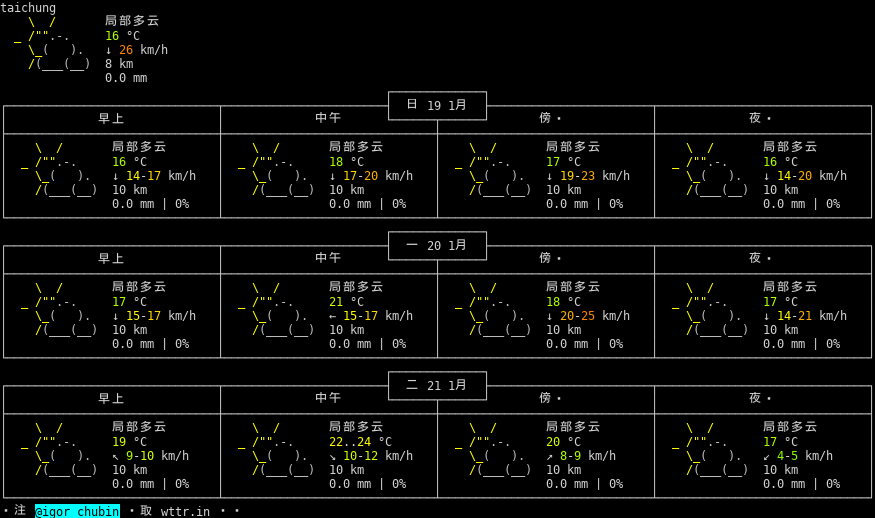 taichung
局部多云
16 °C
↓ 26 km/h
8 km
0.0 mm
日 19 1月
早上 中午 傍 夜
局部多云 局部多云 局部多云 局部多云
16 °C 18 °C 17 °C 16 °C
↓ 14-17 km/h ↓ 17-20 km/h ↓ 19-23 km/h ↓ 14-20 km/h
10 km 10 km 10 km 10 km
0.0 mm | 0% 0.0 mm | 0% 0.0 mm | 0% 0.0 mm | 0%
一 20 1月
早上 中午 傍 夜
局部多云 局部多云 局部多云 局部多云
17 °C 21 °C 18 °C 17 °C
↓ 15-17 km/h ← 15-17 km/h ↓ 20-25 km/h ↓ 14-21 km/h
10 km 10 km 10 km 10 km
0.0 mm | 0% 0.0 mm | 0% 0.0 mm | 0% 0.0 mm | 0%
二 21 1月
早上 中午 傍 夜
局部多云 局部多云 局部多云 局部多云
19 °C 22..24 °C 20 °C 17 °C
↖ 9-10 km/h ↘ 10-12 km/h ↗ 8-9 km/h ↙ 4-5 km/h
10 km 10 km 10 km 10 km
0.0 mm | 0% 0.0 mm | 0% 0.0 mm | 0% 0.0 mm | 0%
注 @igor_chubin 取 wttr.in